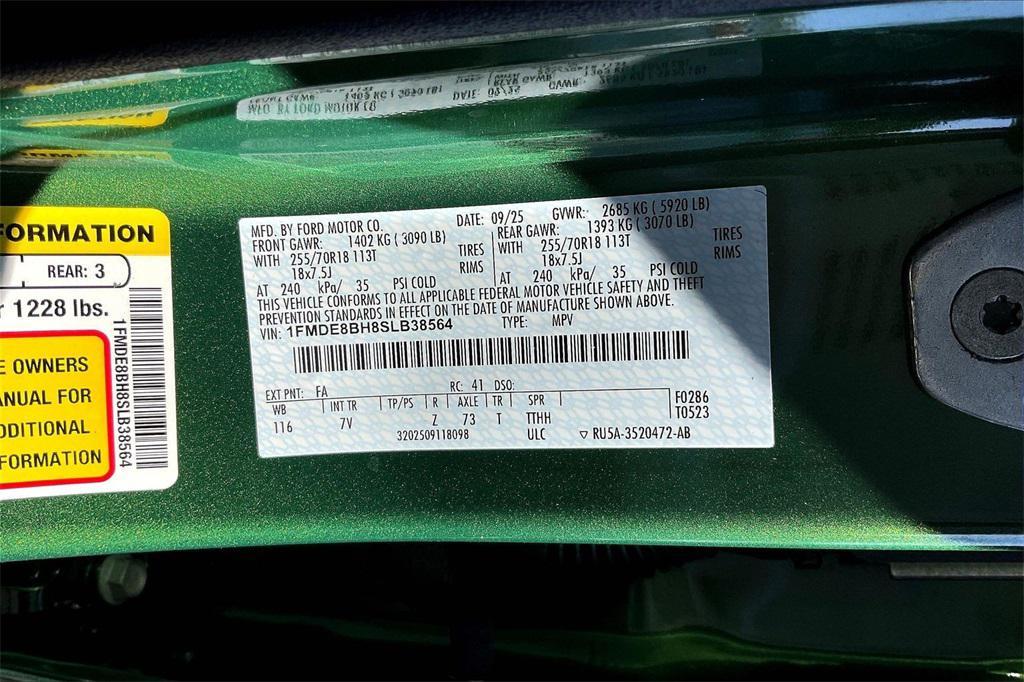 FORMATION
REAR: 3
1228 lbs.
OWNERS
FOR
FORMATION
1FMDE8BH8SLB38564
MFD. BY FORD MOTOR CO.
DATE: 09/25 GVWR: 2685 KG ( 5920 LB)
FRONT GAWR: 1402 KG ( 3090 LB) REAR GAWR: 1393 KG ( 3070 LB)
WITH 255/70R18 113T TIRES WITH 255/70R18 113T TIRES
18x7.5J RIMS 18x7.5J RIMS
AT 240 kPa/ 35 PSI COLD AT 240 kPa/ 35 PSI COLD
THIS VEHICLE CONFORMS TO ALL APPLICABLE FEDERAL MOTOR VEHICLE SAFETY AND THEFT
PREVENTION STANDARDS IN EFFECT ON THE DATE OF MANUFACTURE SHOWN ABOVE.
VIN: 1FMDE8BH8SLB38564 TYPE: MPV
EXT PNT: FA RC: 41 DSO: F0286
WB INT TR TP/PS R AXLE TR SPR T0523
116 7V Z 73 T TTHH
3202509118098 ULC RU5A-3520472-AB